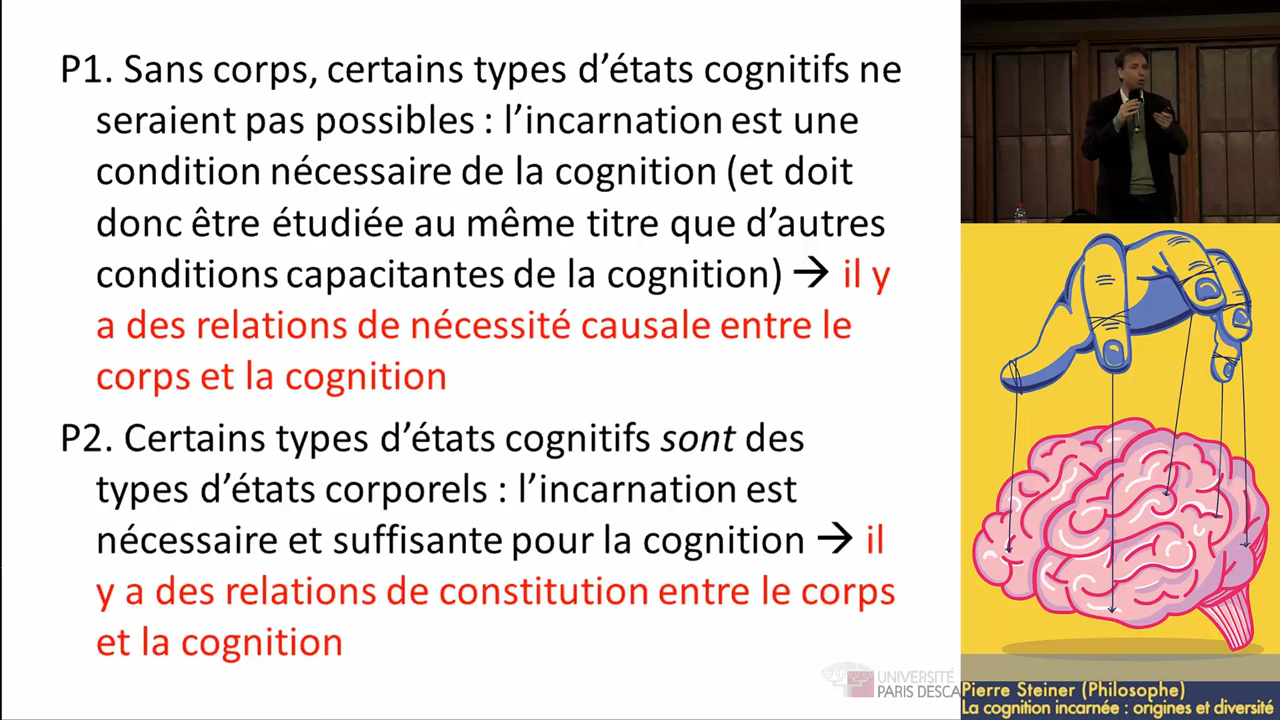 P1. Sans corps, certains types d’états cognitifs ne
seraient pas possibles : l’incarnation est une
condition nécessaire de la cognition (et doit
donc être étudiée au même titre que d’autres
conditions capacitantes de la cognition) → il y
a des relations de nécessité causale entre le
corps et la cognition
P2. Certains types d’états cognitifs sont des
types d’états corporels : l’incarnation est
nécessaire et suffisante pour la cognition → il
y a des relations de constitution entre le corps
et la cognition
UNIVERSITÉ
PARIS DESCA
Pierre Steiner (Philosophe)
La cognition incarnée : origines et diversité